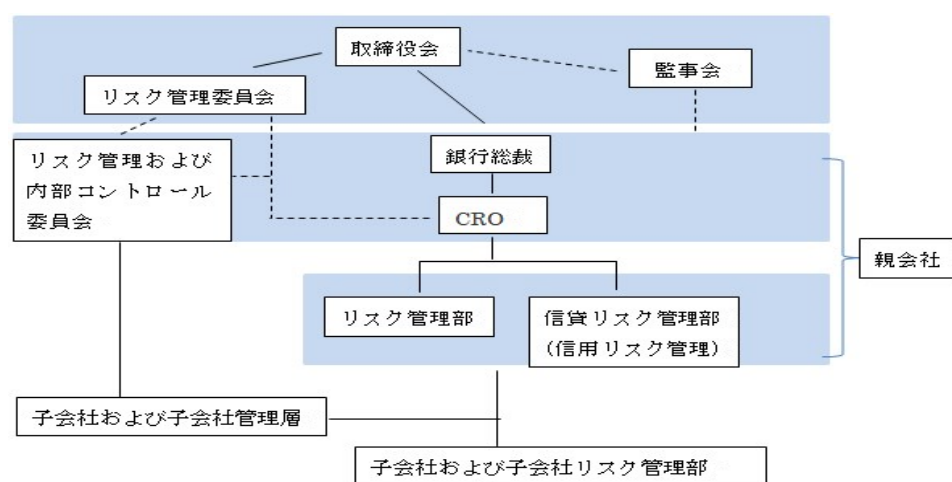 取締役会
監事会
リスク管理委員会
リスク管理および
内部コントロール
委員会
銀行総裁
CRO
親会社
リスク管理部
信貸リスク管理部
(信用リスク管理)
子会社および子会社管理層
子会社および子会社リスク管理部